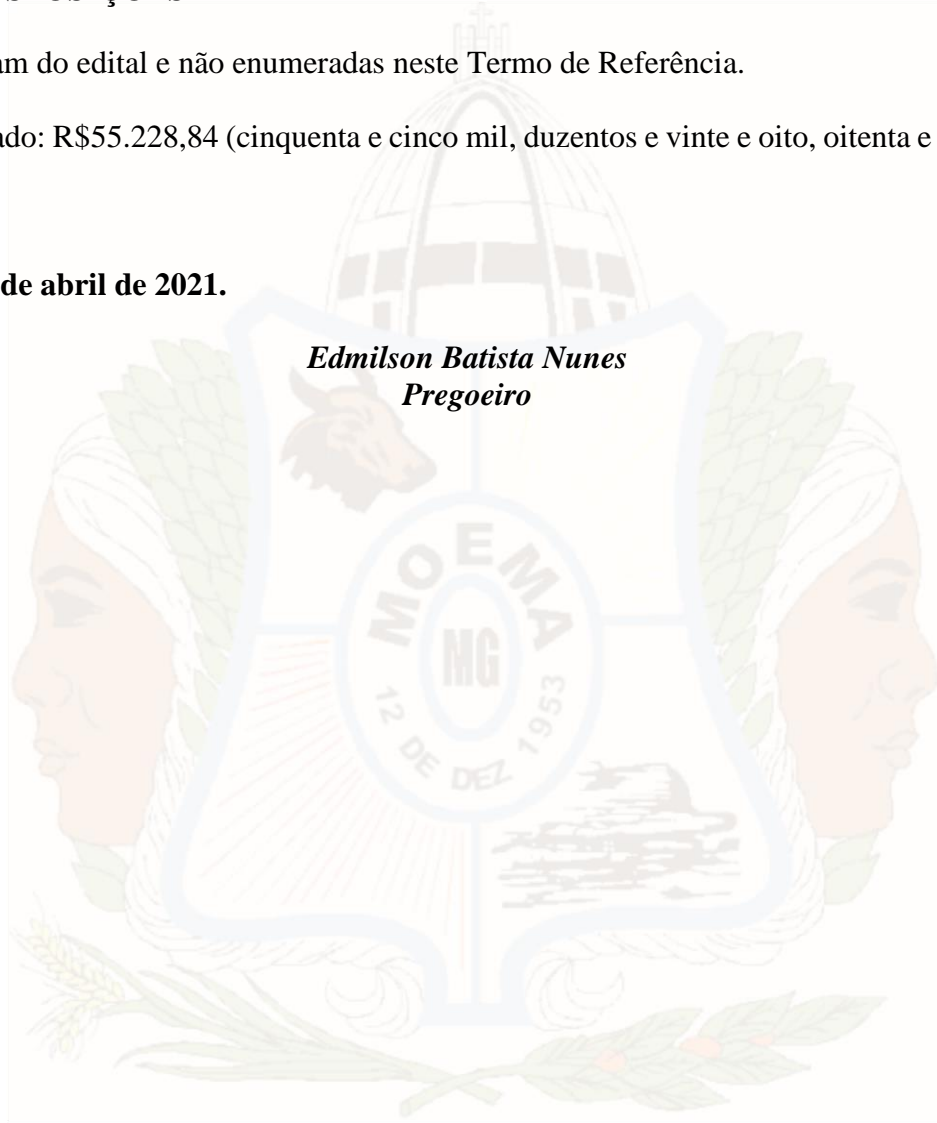 am do edital e não enumeradas neste Termo de Referência.
ado: R$55.228,84 (cinquenta e cinco mil, duzentos e vinte e oito, oitenta e
de abril de 2021.
Edmilson Batista Nunes
Pregoeiro
MOEMA
MG
12 DE DEZ 1953